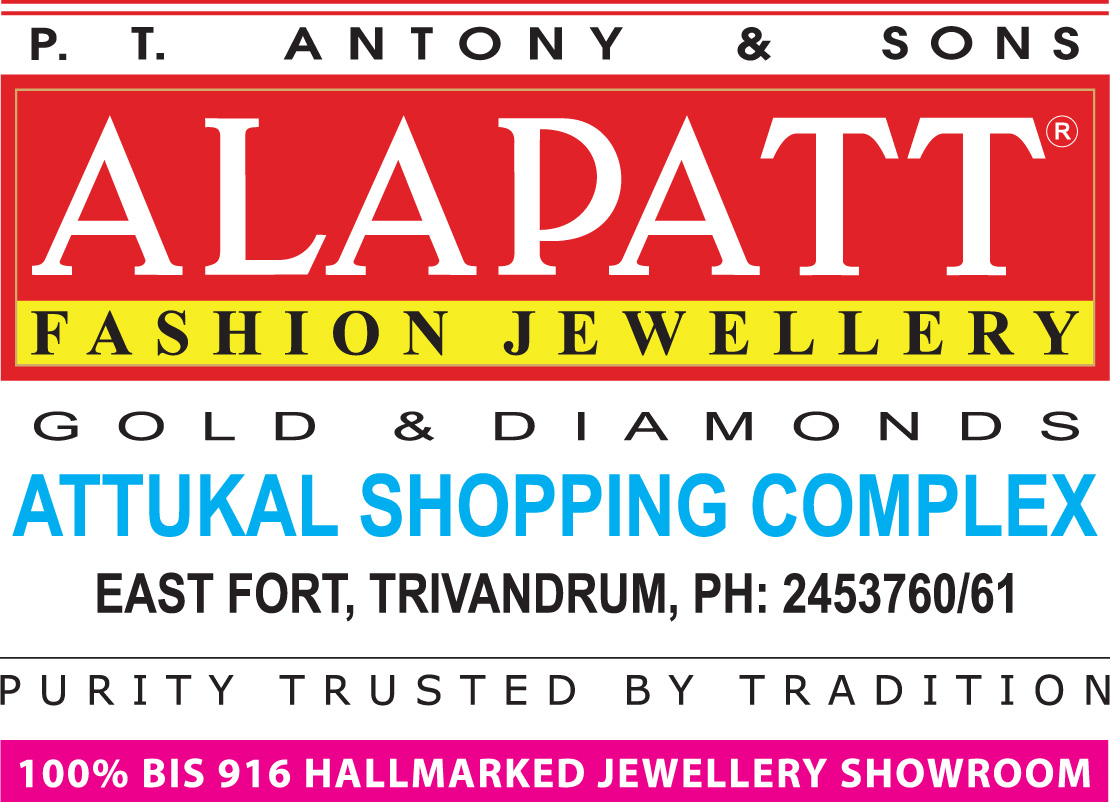 P. T. ANTONY & SONS
ALAPATT®
FASHION JEWELLERY
GOLD & DIAMONDS
ATTUKAL SHOPPING COMPLEX
EAST FORT, TRIVANDRUM, PH: 2453760/61
PURITY TRUSTED BY TRADITION
100% BIS 916 HALLMARKED JEWELLERY SHOWROOM